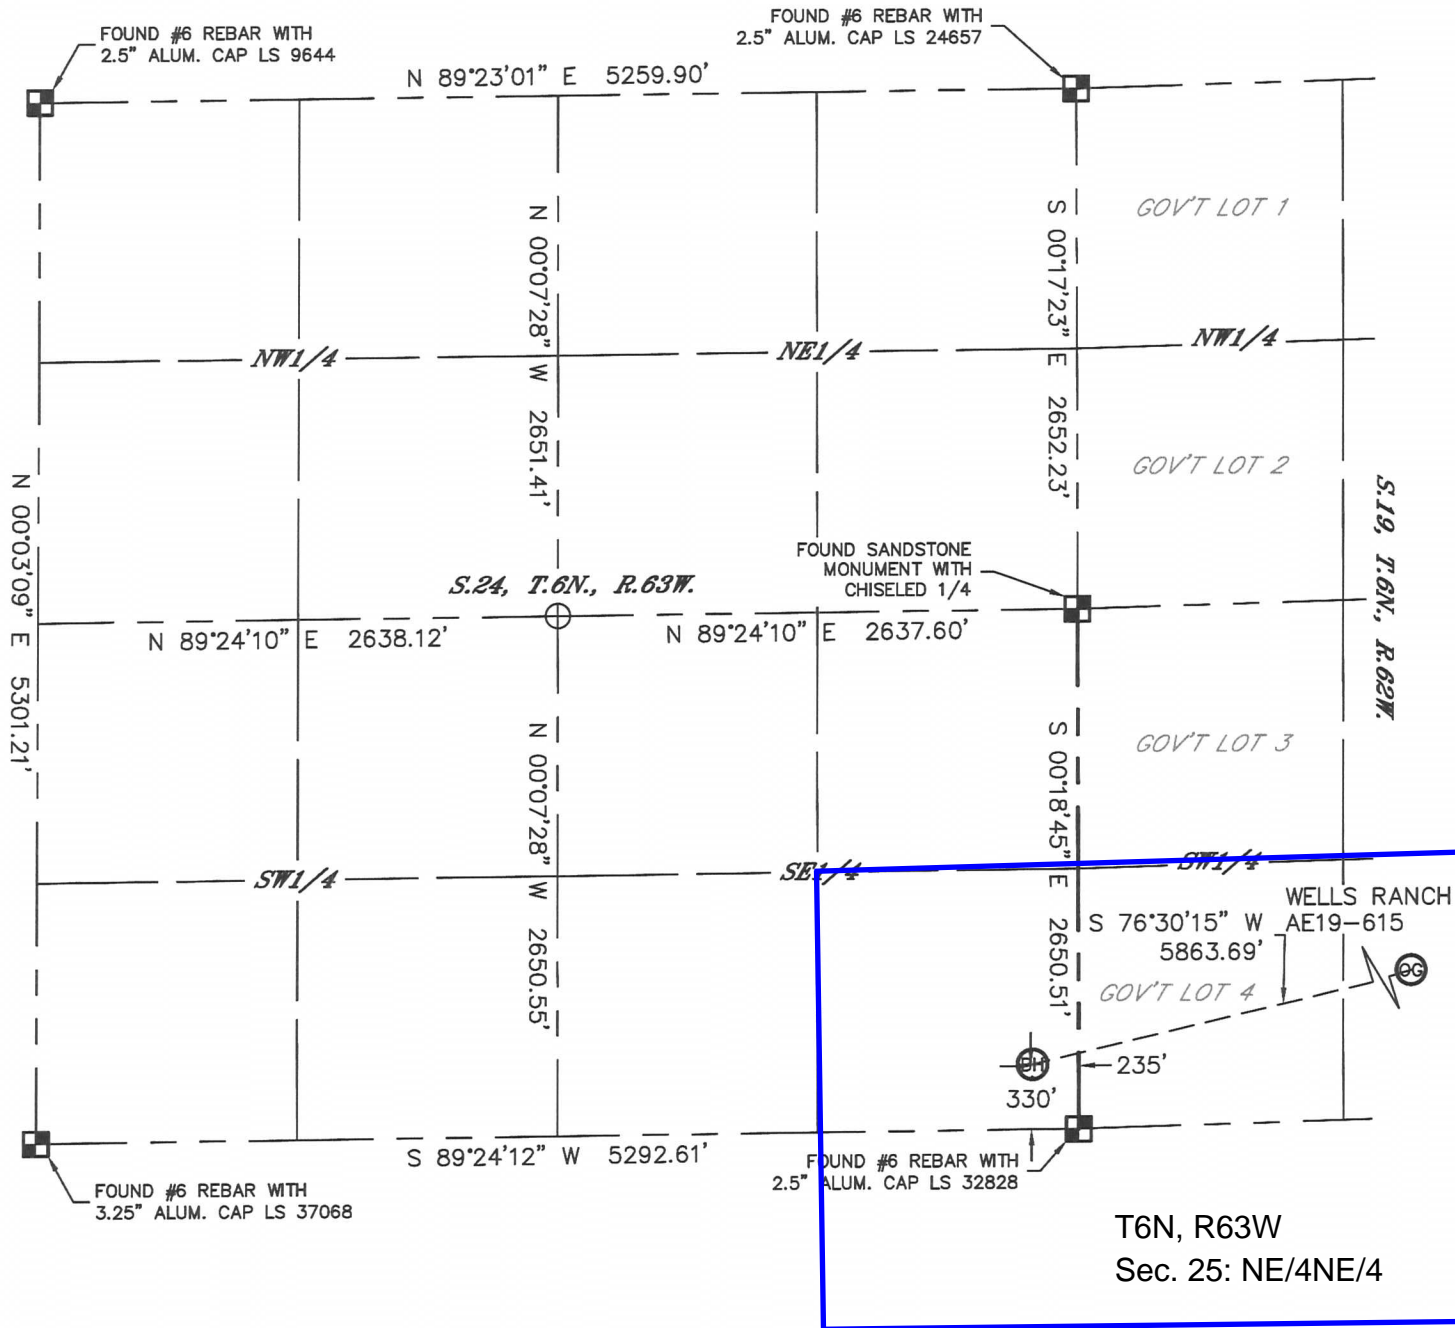 FOUND #6 REBAR WITH
2.5" ALUM. CAP LS 9644
FOUND #6 REBAR WITH
2.5" ALUM. CAP LS 24657
N 89°23'01" E 5259.90'
GOV'T LOT 1
N 00°07'28" W 2651.41'
S 00°17'23" E 2652.23'
NW1/4
NE1/4
NW1/4
GOV'T LOT 2
N 00°03'09" E 5301.21'
S.19, T.6N., R.62W.
FOUND SANDSTONE
MONUMENT WITH
CHISELED 1/4
S.24, T.6N., R.63W.
N 89°24'10" E 2638.12'
N 89°24'10" E 2637.60'
GOV'T LOT 3
N 00°07'28" W 2650.55'
S 00°18'45" E 2650.51'
SW1/4
SE1/4
SW1/4
WELLS RANCH
AE19-615
S 76°30'15" W
5863.69'
OG
GOV'T LOT 4
BH
235'
330'
S 89°24'12" W 5292.61'
FOUND #6 REBAR WITH
2.5" ALUM. CAP LS 32828
FOUND #6 REBAR WITH
3.25" ALUM. CAP LS 37068
T6N, R63W
Sec. 25: NE/4NE/4